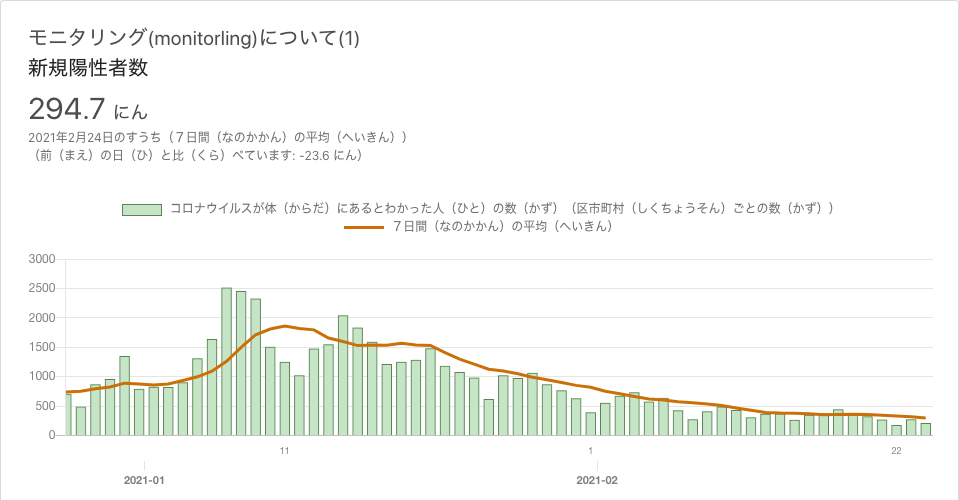 モニタリング(monitorling)について(1)
新規陽性者数
294.7 にん
2021年2月24日のすうち（７日間（なのかかん）の平均（へいきん））
（前（まえ）の日（ひ）と比（くら）べています: -23.6 にん）
コロナウイルスが体（からだ）にあるとわかった人（ひと）の数（かず）（区市町村（しくちょうそん）ごとの数（かず））
７日間（なのかかん）の平均（へいきん）
3000
2500
2000
1500
1000
500
0
11 1 22
2021-01 2021-02